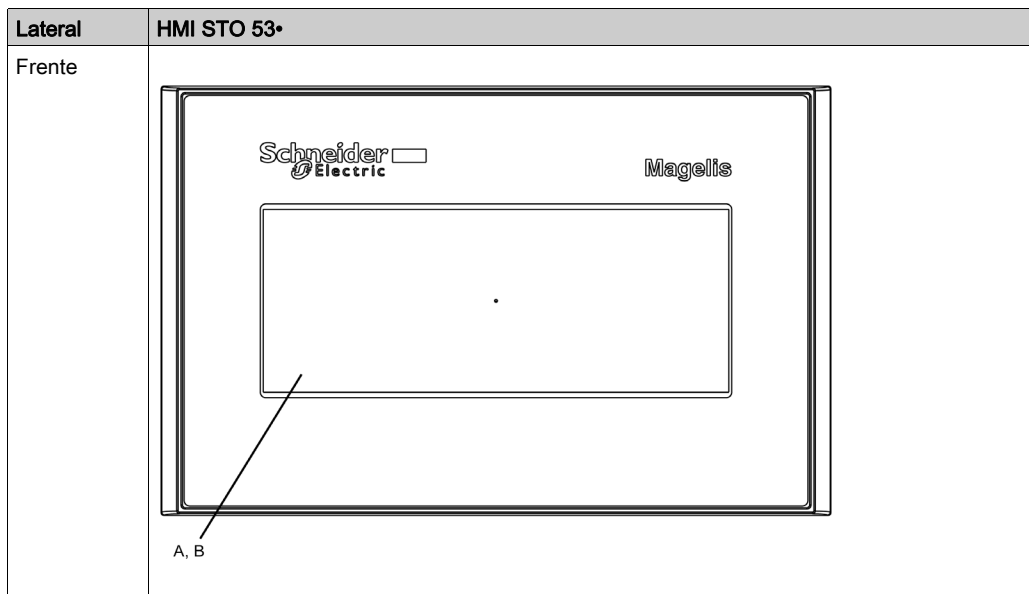 Lateral HMI STO 53•
Frente
Schneider
Electric
Magelis
A, B